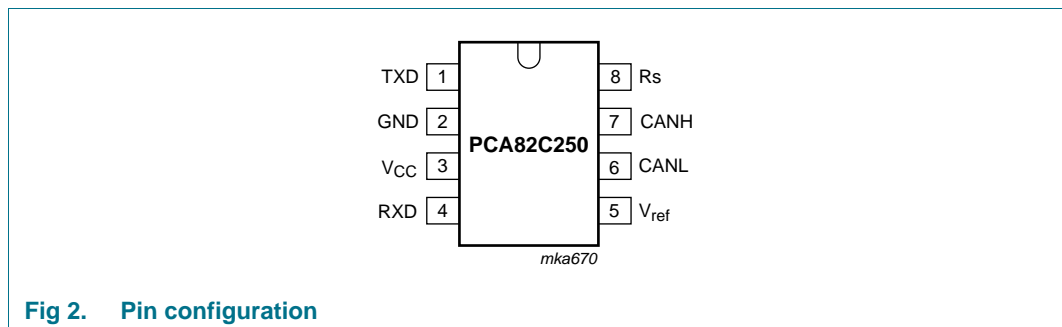 TXD 1 8 Rs
GND 2 7 CANH
PCA82C250
VCC 3 6 CANL
RXD 4 5 Vref
mka670
Fig 2. Pin configuration